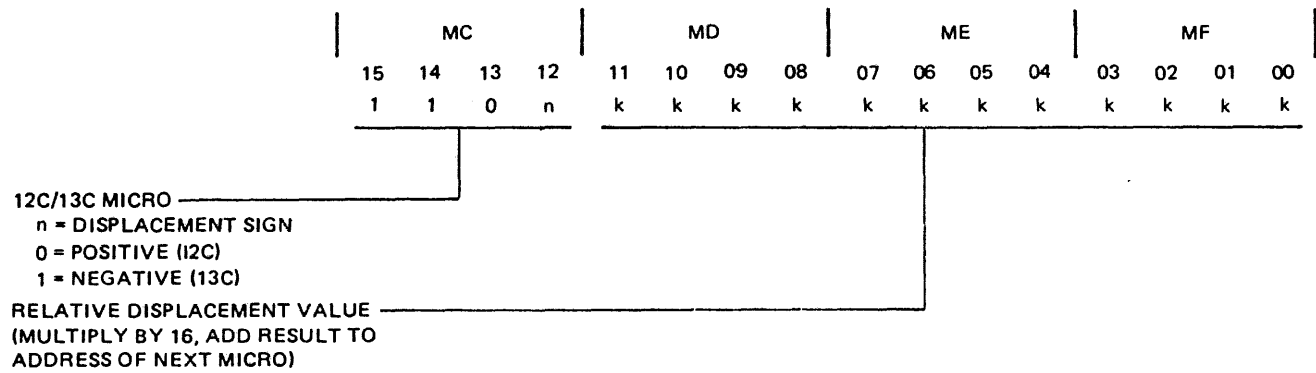 MC MD ME MF
15 14 13 12 11 10 09 08 07 06 05 04 03 02 01 00
1 1 0 n k k k k k k k k k k k k
12C/13C MICRO
n = DISPLACEMENT SIGN
0 = POSITIVE (I2C)
1 = NEGATIVE (13C)
RELATIVE DISPLACEMENT VALUE
(MULTIPLY BY 16, ADD RESULT TO
ADDRESS OF NEXT MICRO)